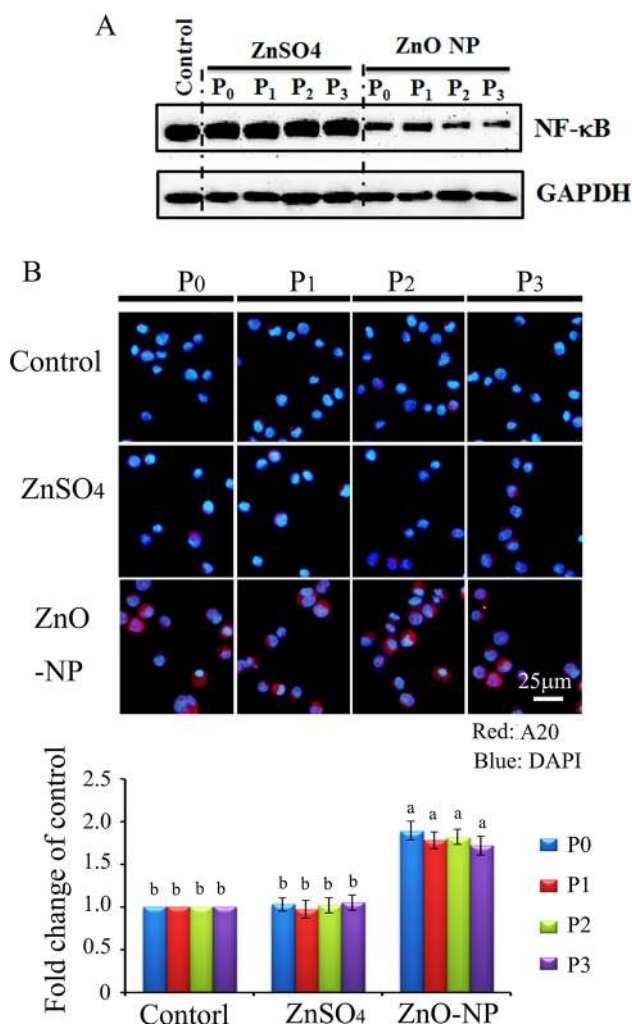 A
Control
ZnSO4
ZnO NP
P0 P1 P2 P3 P0 P1 P2 P3
NF-κB
GAPDH
B
P0 P1 P2 P3
Control
ZnSO4
ZnO
-NP
25μm
Red: A20
Blue: DAPI
Fold change of control
2.5
2.0
1.5
1.0
0.5
0
b b b b b b b b a a a a
P0
P1
P2
P3
Contorl ZnSO4 ZnO-NP